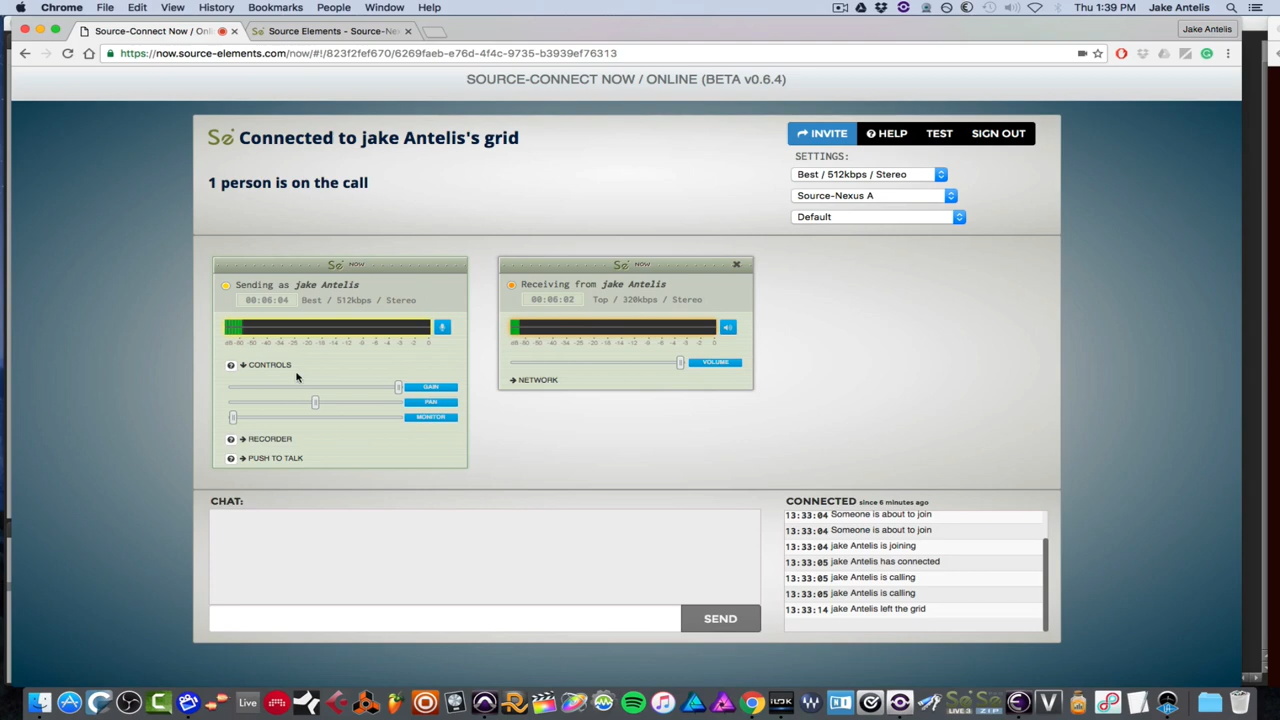 Chrome File Edit View History Bookmarks People Window Help Thu 1:39 PM Jake Antelis
Source-Connect Now / Onli Source Elements - Source-Nex Jake Antelis
https://now.source-elements.com/now/#!/823f2fef670/6269faeb-e76d-4f4c-9735-b3939ef76313
SOURCE-CONNECT NOW / ONLINE (BETA v0.6.4)
Se Connected to jake Antelis's grid
INVITE ? HELP TEST SIGN OUT
SETTINGS:
Best / 512kbps / Stereo
1 person is on the call
Source-Nexus A
Default
Se NOW
Sending as jake Antelis
00:06:04 Best / 512kbps / Stereo
? CONTROLS
GAIN
PAN
MONITOR
? RECORDER
? PUSH TO TALK
Se NOW
Receiving from jake Antelis
00:06:02 Top / 320kbps / Stereo
VOLUME
NETWORK
CHAT:
SEND
CONNECTED since 6 minutes ago
13:33:04 Someone is about to join
13:33:04 Someone is about to join
13:33:04 jake Antelis is joining
13:33:05 jake Antelis has connected
13:33:05 jake Antelis is calling
13:33:05 jake Antelis is calling
13:33:14 jake Antelis left the grid
Live